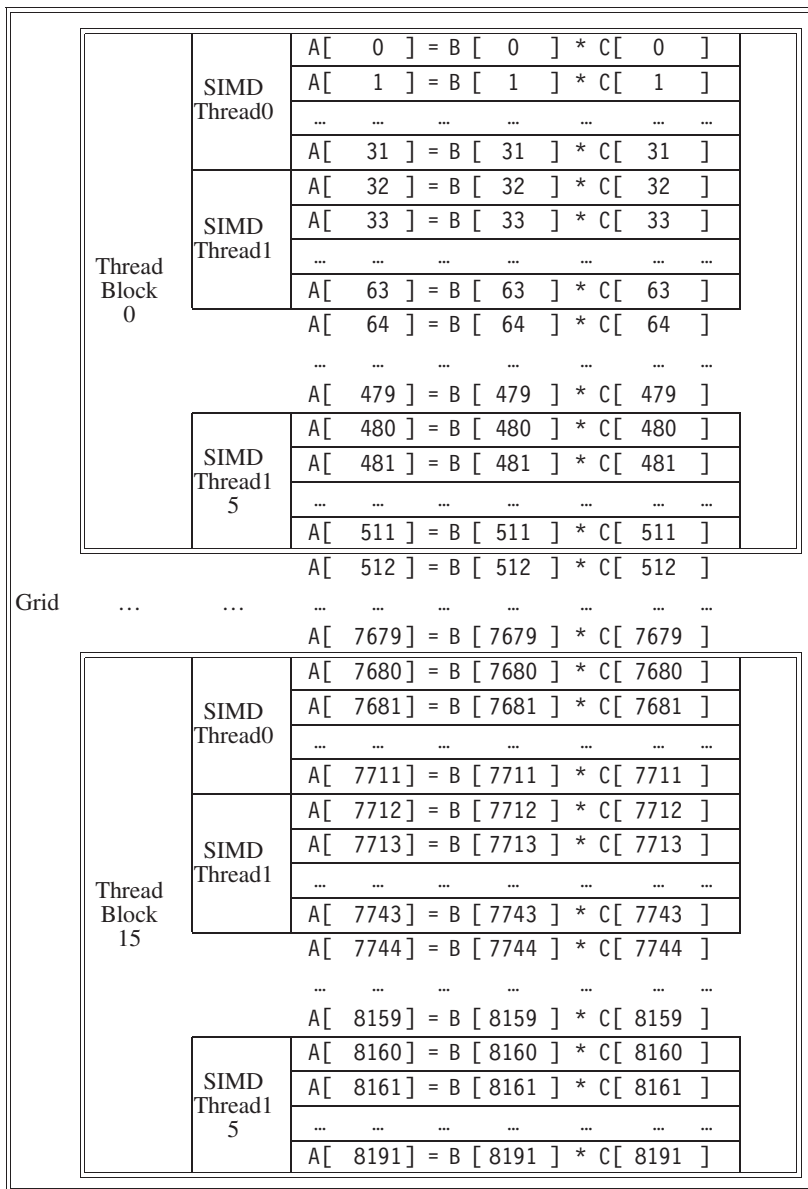 A[ 0 ] = B [ 0 ] * C[ 0 ]
SIMD Thread0
A[ 1 ] = B [ 1 ] * C[ 1 ]
... ... ... ... ... ... ...
A[ 31 ] = B [ 31 ] * C[ 31 ]
A[ 32 ] = B [ 32 ] * C[ 32 ]
SIMD Thread1
A[ 33 ] = B [ 33 ] * C[ 33 ]
... ... ... ... ... ... ...
Thread Block 0
A[ 63 ] = B [ 63 ] * C[ 63 ]
A[ 64 ] = B [ 64 ] * C[ 64 ]
... ... ... ... ... ... ...
A[ 479 ] = B [ 479 ] * C[ 479 ]
A[ 480 ] = B [ 480 ] * C[ 480 ]
SIMD Thread1 5
A[ 481 ] = B [ 481 ] * C[ 481 ]
... ... ... ... ... ... ...
A[ 511 ] = B [ 511 ] * C[ 511 ]
A[ 512 ] = B [ 512 ] * C[ 512 ]
Grid ... ... ... ... ... ... ... ... ...
A[ 7679] = B [ 7679 ] * C[ 7679 ]
A[ 7680] = B [ 7680 ] * C[ 7680 ]
SIMD Thread0
A[ 7681] = B [ 7681 ] * C[ 7681 ]
... ... ... ... ... ... ...
A[ 7711] = B [ 7711 ] * C[ 7711 ]
A[ 7712] = B [ 7712 ] * C[ 7712 ]
SIMD Thread1
A[ 7713] = B [ 7713 ] * C[ 7713 ]
... ... ... ... ... ... ...
Thread Block 15
A[ 7743] = B [ 7743 ] * C[ 7743 ]
A[ 7744] = B [ 7744 ] * C[ 7744 ]
... ... ... ... ... ... ...
A[ 8159] = B [ 8159 ] * C[ 8159 ]
A[ 8160] = B [ 8160 ] * C[ 8160 ]
SIMD Thread1 5
A[ 8161] = B [ 8161 ] * C[ 8161 ]
... ... ... ... ... ... ...
A[ 8191] = B [ 8191 ] * C[ 8191 ]